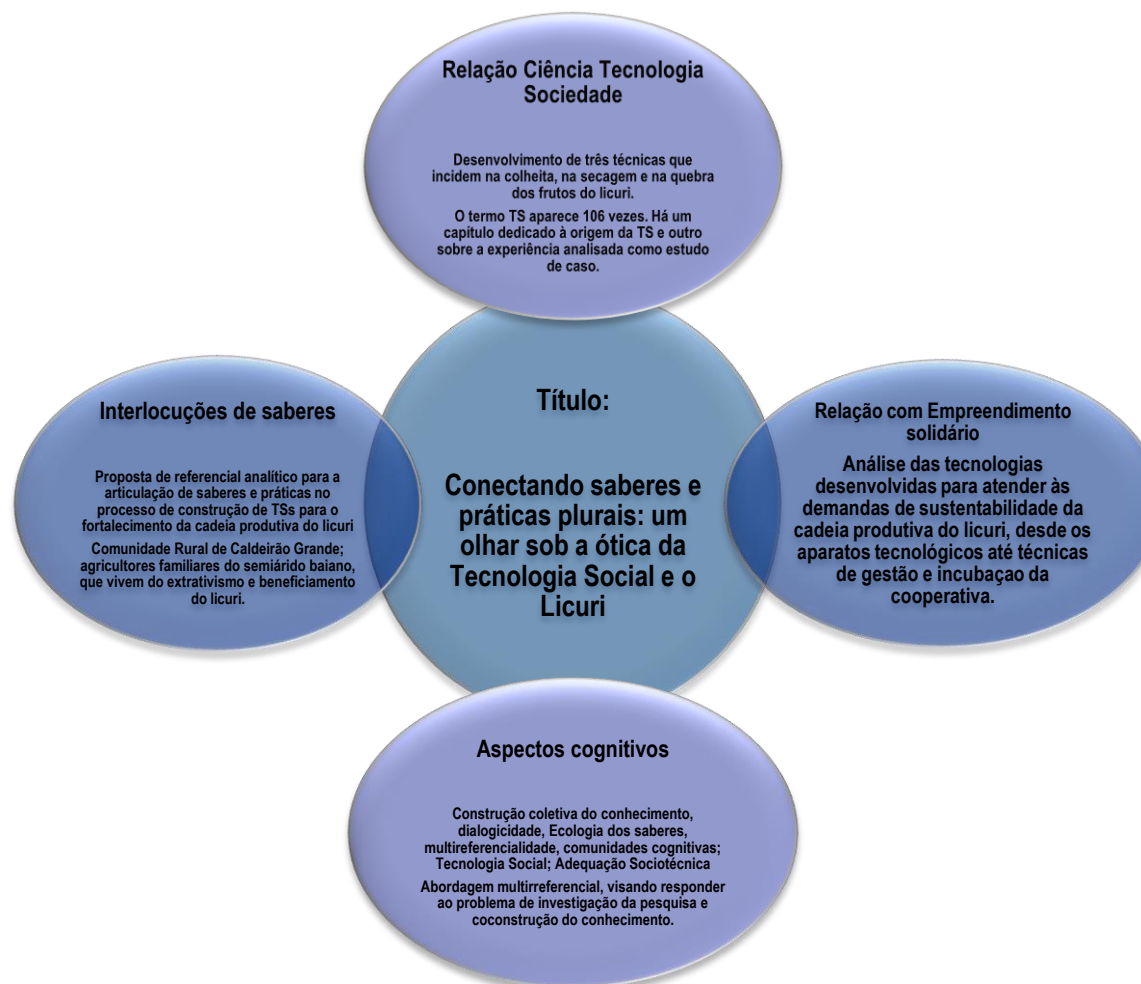 Relação Ciência Tecnologia
Sociedade
Desenvolvimento de três técnicas que
incidem na colheita, na secagem e na quebra
dos frutos do licuri.
O termo TS aparece 106 vezes. Há um
capítulo dedicado à origem da TS e outro
sobre a experiência analisada como estudo
de caso.
Interlocuções de saberes
Proposta de referencial analítico para a
articulação de saberes e práticas no
processo de construção de TSs para o
fortalecimento da cadeia produtiva do licuri
Comunidade Rural de Caldeirão Grande;
agricultores familiares do semiárido baiano,
que vivem do extrativismo e beneficiamento
do licuri.
Título:
Conectando saberes e
práticas plurais: um
olhar sob a ótica da
Tecnologia Social e o
Licuri
Relação com Empreendimento
solidário
Análise das tecnologias
desenvolvidas para atender às
demandas de sustentabilidade da
cadeia produtiva do licuri, desde os
aparatos tecnológicos até técnicas
de gestão e incubaçao da
cooperativa.
Aspectos cognitivos
Construção coletiva do conhecimento,
dialogicidade, Ecologia dos saberes,
multireferencialidade, comunidades cognitivas;
Tecnologia Social; Adequação Sociotécnica
Abordagem multirreferencial, visando responder
ao problema de investigação da pesquisa e
coconstrução do conhecimento.